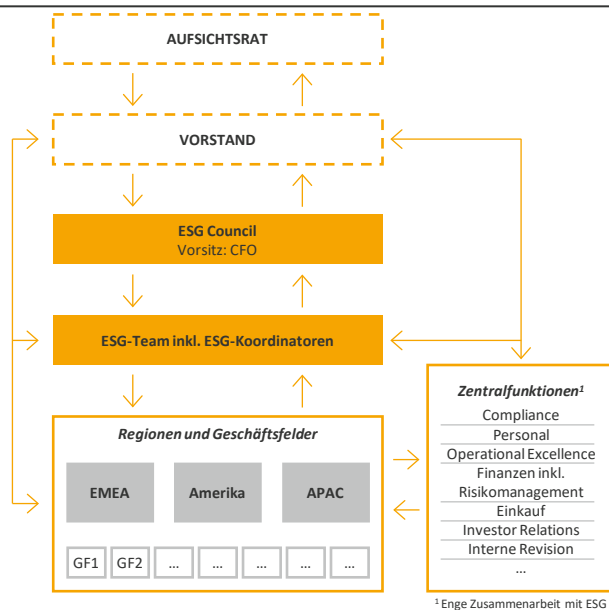 AUFSICHTSRAT
VORSTAND
ESG Council
Vorsitz: CFO
ESG-Team inkl. ESG-Koordinatoren
Regionen und Geschäftsfelder
EMEA
Amerika
APAC
GF1
GF2
...
...
...
...
...
Zentralfunktionen¹
Compliance
Personal
Operational Excellence
Finanzen inkl.
Risikomanagement
Einkauf
Investor Relations
Interne Revision
...
¹ Enge Zusammenarbeit mit ESG